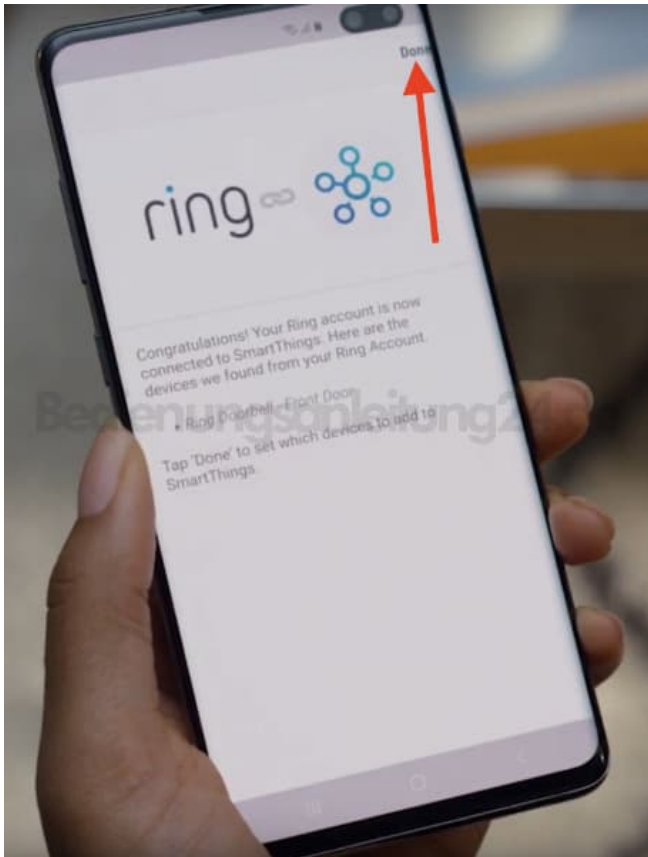 Done
ring
Congratulations! Your Ring account is now
connected to SmartThings. Here are the
devices we found from your Ring Account.
• Ring Doorbell - Front Door
Bedienungsanleitung24
Tap 'Done' to set which devices to add to
SmartThings.